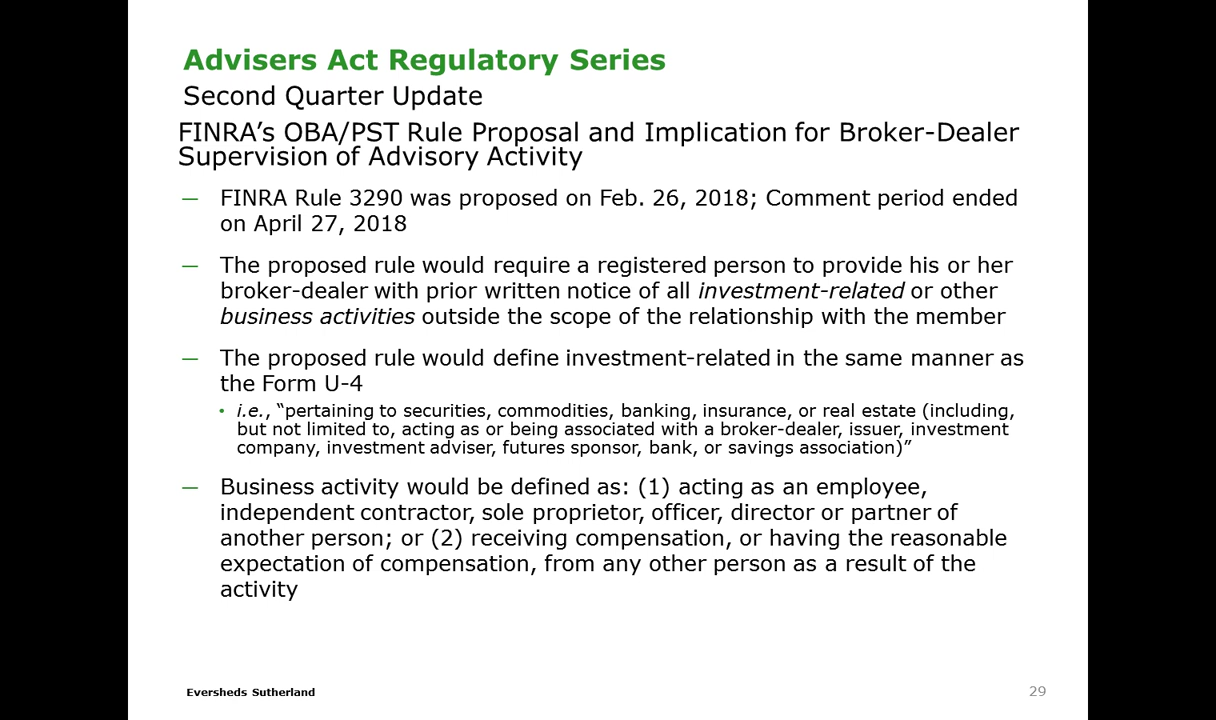 Advisers Act Regulatory Series
Second Quarter Update
FINRA’s OBA/PST Rule Proposal and Implication for Broker-Dealer
Supervision of Advisory Activity
— FINRA Rule 3290 was proposed on Feb. 26, 2018; Comment period ended
on April 27, 2018
— The proposed rule would require a registered person to provide his or her
broker-dealer with prior written notice of all investment-related or other
business activities outside the scope of the relationship with the member
— The proposed rule would define investment-related in the same manner as
the Form U-4
• i.e., “pertaining to securities, commodities, banking, insurance, or real estate (including,
but not limited to, acting as or being associated with a broker-dealer, issuer, investment
company, investment adviser, futures sponsor, bank, or savings association)”
— Business activity would be defined as: (1) acting as an employee,
independent contractor, sole proprietor, officer, director or partner of
another person; or (2) receiving compensation, or having the reasonable
expectation of compensation, from any other person as a result of the
activity
Eversheds Sutherland
29